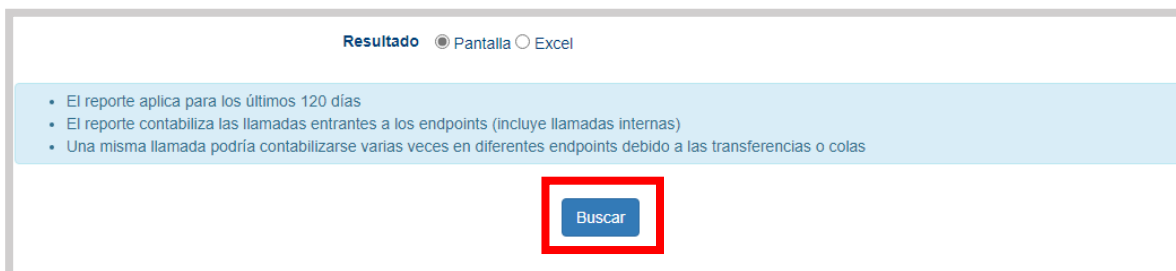 Resultado Pantalla Excel
El reporte aplica para los últimos 120 días
El reporte contabiliza las llamadas entrantes a los endpoints (incluye llamadas internas)
Una misma llamada podría contabilizarse varias veces en diferentes endpoints debido a las transferencias o colas
Buscar